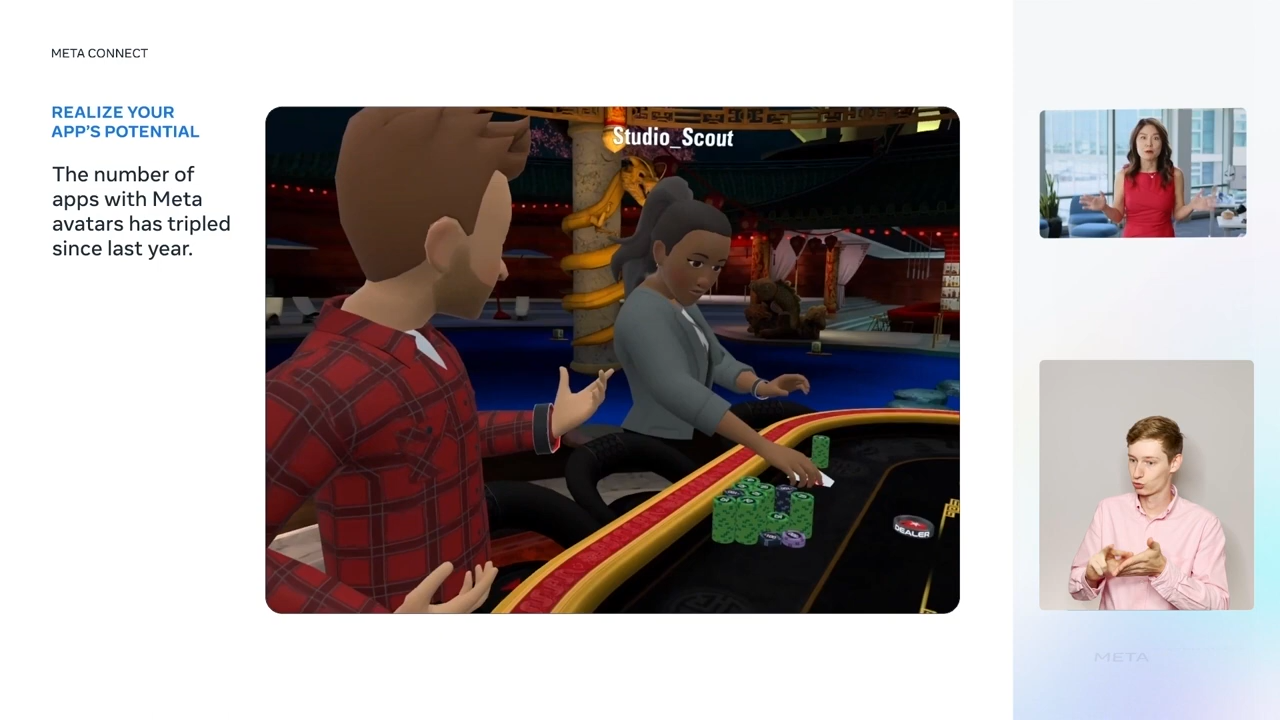 META CONNECT
REALIZE YOUR
APP'S POTENTIAL
The number of
apps with Meta
avatars has tripled
since last year.
Studio_Scout
DEALER
META